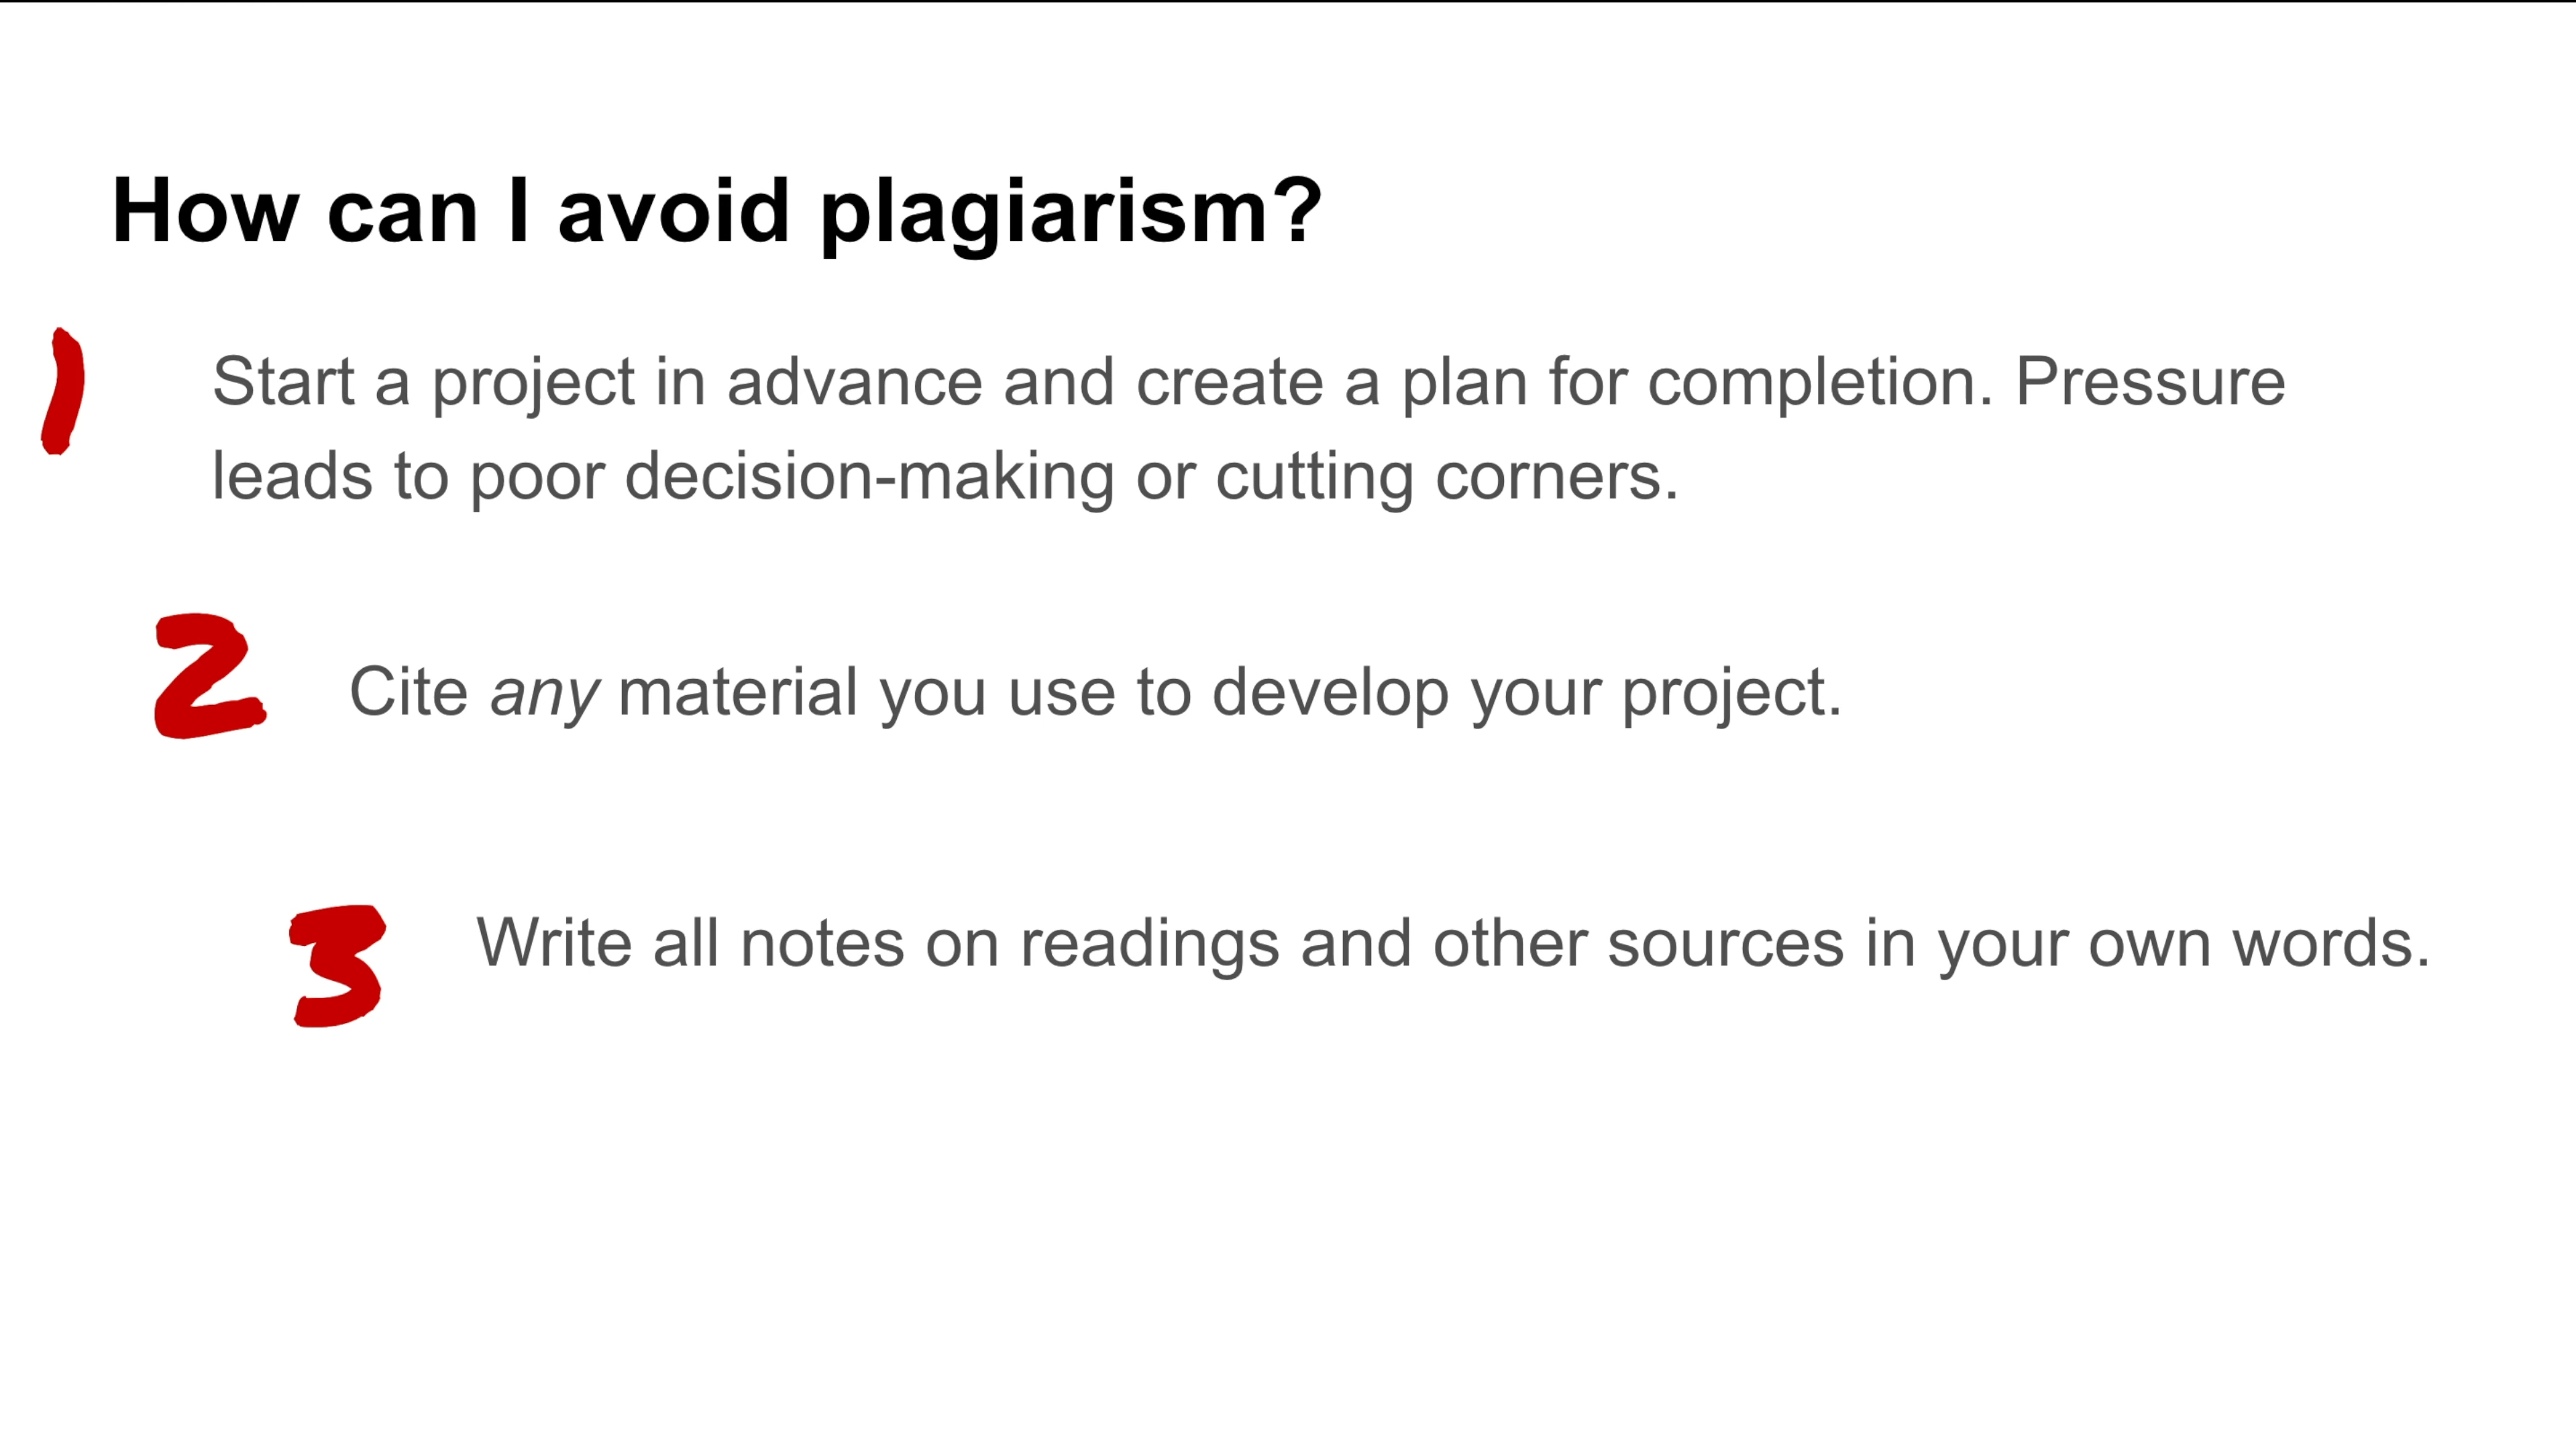 How can I avoid plagiarism?
1 Start a project in advance and create a plan for completion. Pressure
leads to poor decision-making or cutting corners.
2 Cite any material you use to develop your project.
3 Write all notes on readings and other sources in your own words.